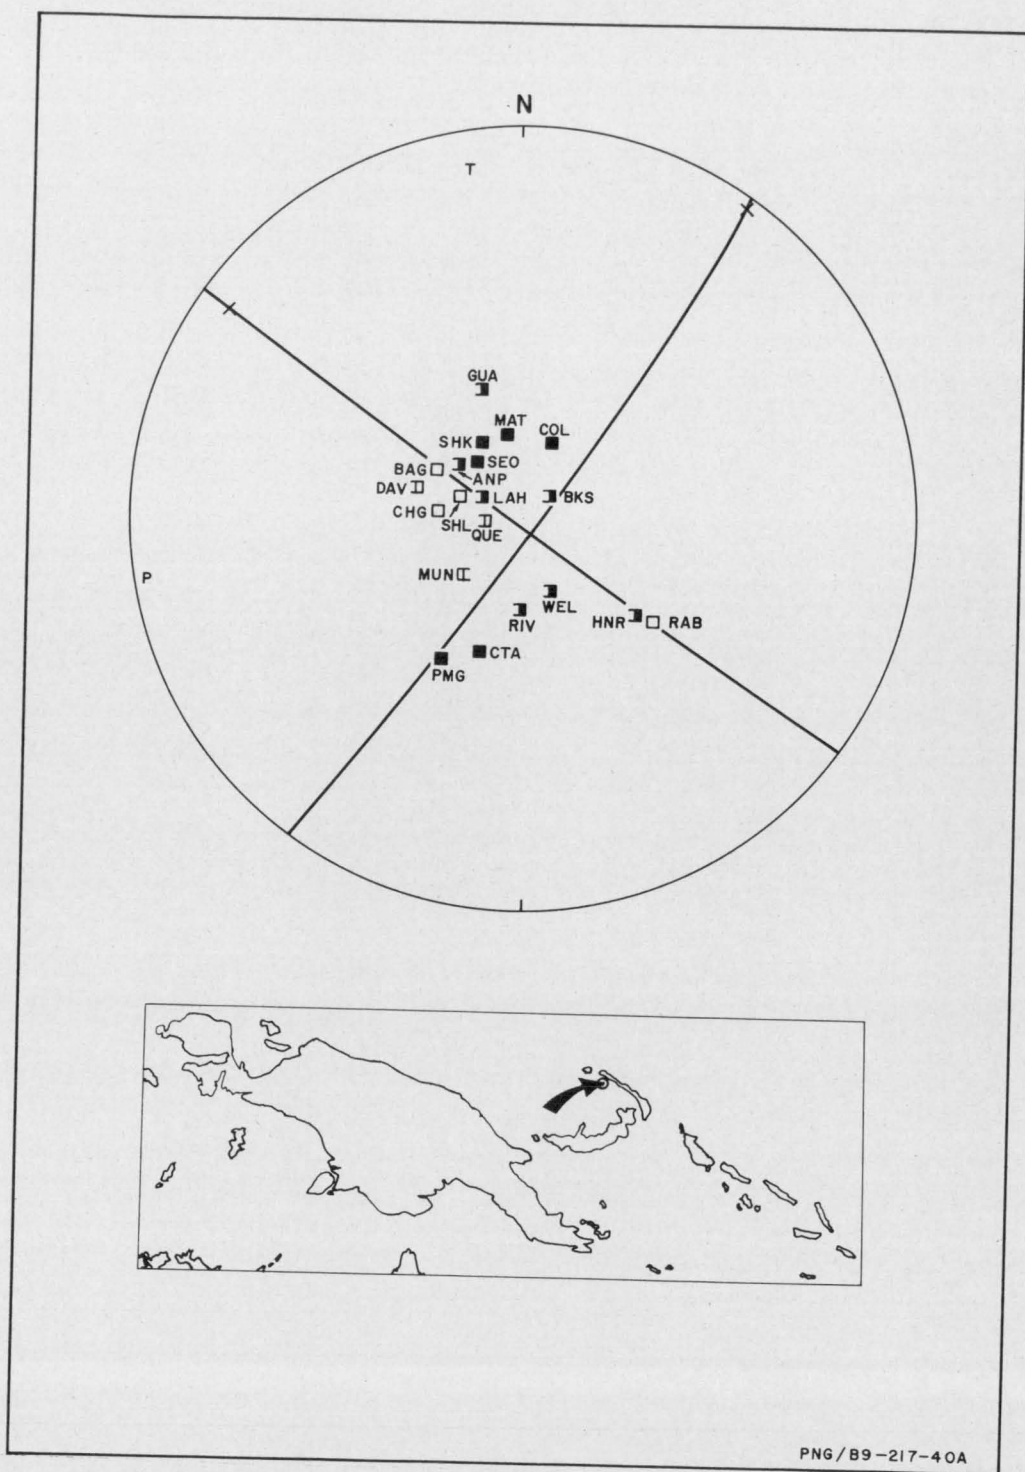 N
T
GUA
MAT
COL
SHK
SEO
BAG
ANP
DAV
LAH
BKS
CHG
SHL
QUE
P
MUN
WEL
RIV
HNR
RAB
CTA
PMG
PNG/B9-217-40A